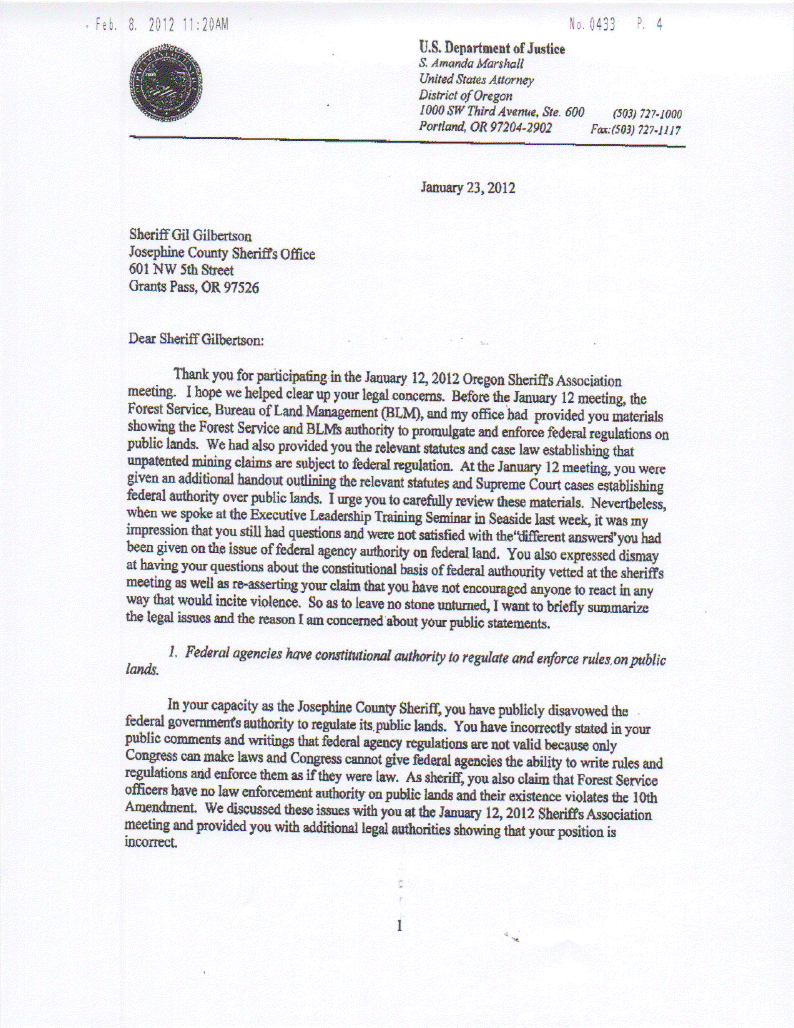 Feb. 8. 2012 11:20AM
No. 0433 P. 4
U.S. Department of Justice
S. Amanda Marshall
United States Attorney
District of Oregon
1000 SW Third Avenue, Ste. 600 (503) 727-1000
Portland, OR 97204-2902 Fax:(503) 727-1117
January 23, 2012
Sheriff Gil Gilbertson
Josephine County Sheriff's Office
601 NW 5th Street
Grants Pass, OR 97526
Dear Sheriff Gilbertson:
Thank you for participating in the January 12, 2012 Oregon Sheriff's Association
meeting. I hope we helped clear up your legal concerns. Before the January 12 meeting, the
Forest Service, Bureau of Land Management (BLM), and my office had provided you materials
showing the Forest Service and BLM's authority to promulgate and enforce federal regulations on
public lands. We had also provided you the relevant statutes and case law establishing that
unpatented mining claims are subject to federal regulation. At the January 12 meeting, you were
given an additional handout outlining the relevant statutes and Supreme Court cases establishing
federal authority over public lands. I urge you to carefully review these materials. Nevertheless,
when we spoke at the Executive Leadership Training Seminar in Seaside last week, it was my
impression that you still had questions and were not satisfied with the "different answers" you had
been given on the issue of federal agency authority on federal land. You also expressed dismay
at having your questions about the constitutional basis of federal authourity vetted at the sheriff's
meeting as well as re-asserting your claim that you have not encouraged anyone to react in any
way that would incite violence. So as to leave no stone unturned, I want to briefly summarize
the legal issues and the reason I am concerned about your public statements.
1. Federal agencies have constitutional authority to regulate and enforce rules on public
lands.
In your capacity as the Josephine County Sheriff, you have publicly disavowed the
federal government's authority to regulate its public lands. You have incorrectly stated in your
public comments and writings that federal agency regulations are not valid because only
Congress can make laws and Congress cannot give federal agencies the ability to write rules and
regulations and enforce them as if they were law. As sheriff, you also claim that Forest Service
officers have no law enforcement authority on public lands and their existence violates the 10th
Amendment. We discussed these issues with you at the January 12, 2012 Sheriff's Association
meeting and provided you with additional legal authorities showing that your position is
incorrect.
1